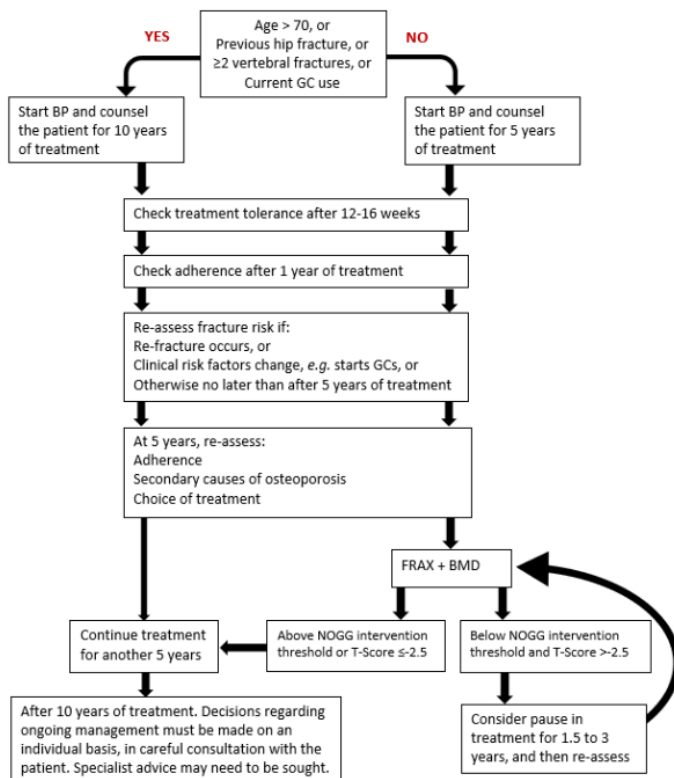 Age > 70, or
Previous hip fracture, or
≥2 vertebral fractures, or
Current GC use
YES
NO
Start BP and counsel
the patient for 10 years
of treatment
Start BP and counsel
the patient for 5 years
of treatment
Check treatment tolerance after 12-16 weeks
Check adherence after 1 year of treatment
Re-assess fracture risk if:
Re-fracture occurs, or
Clinical risk factors change, e.g. starts GCs, or
Otherwise no later than after 5 years of treatment
At 5 years, re-assess:
Adherence
Secondary causes of osteoporosis
Choice of treatment
FRAX + BMD
Continue treatment
for another 5 years
Above NOGG intervention
threshold or T-Score ≤-2.5
Below NOGG intervention
threshold and T-Score >-2.5
After 10 years of treatment. Decisions regarding
ongoing management must be made on an
individual basis, in careful consultation with the
patient. Specialist advice may need to be sought.
Consider pause in
treatment for 1.5 to 3
years, and then re-assess